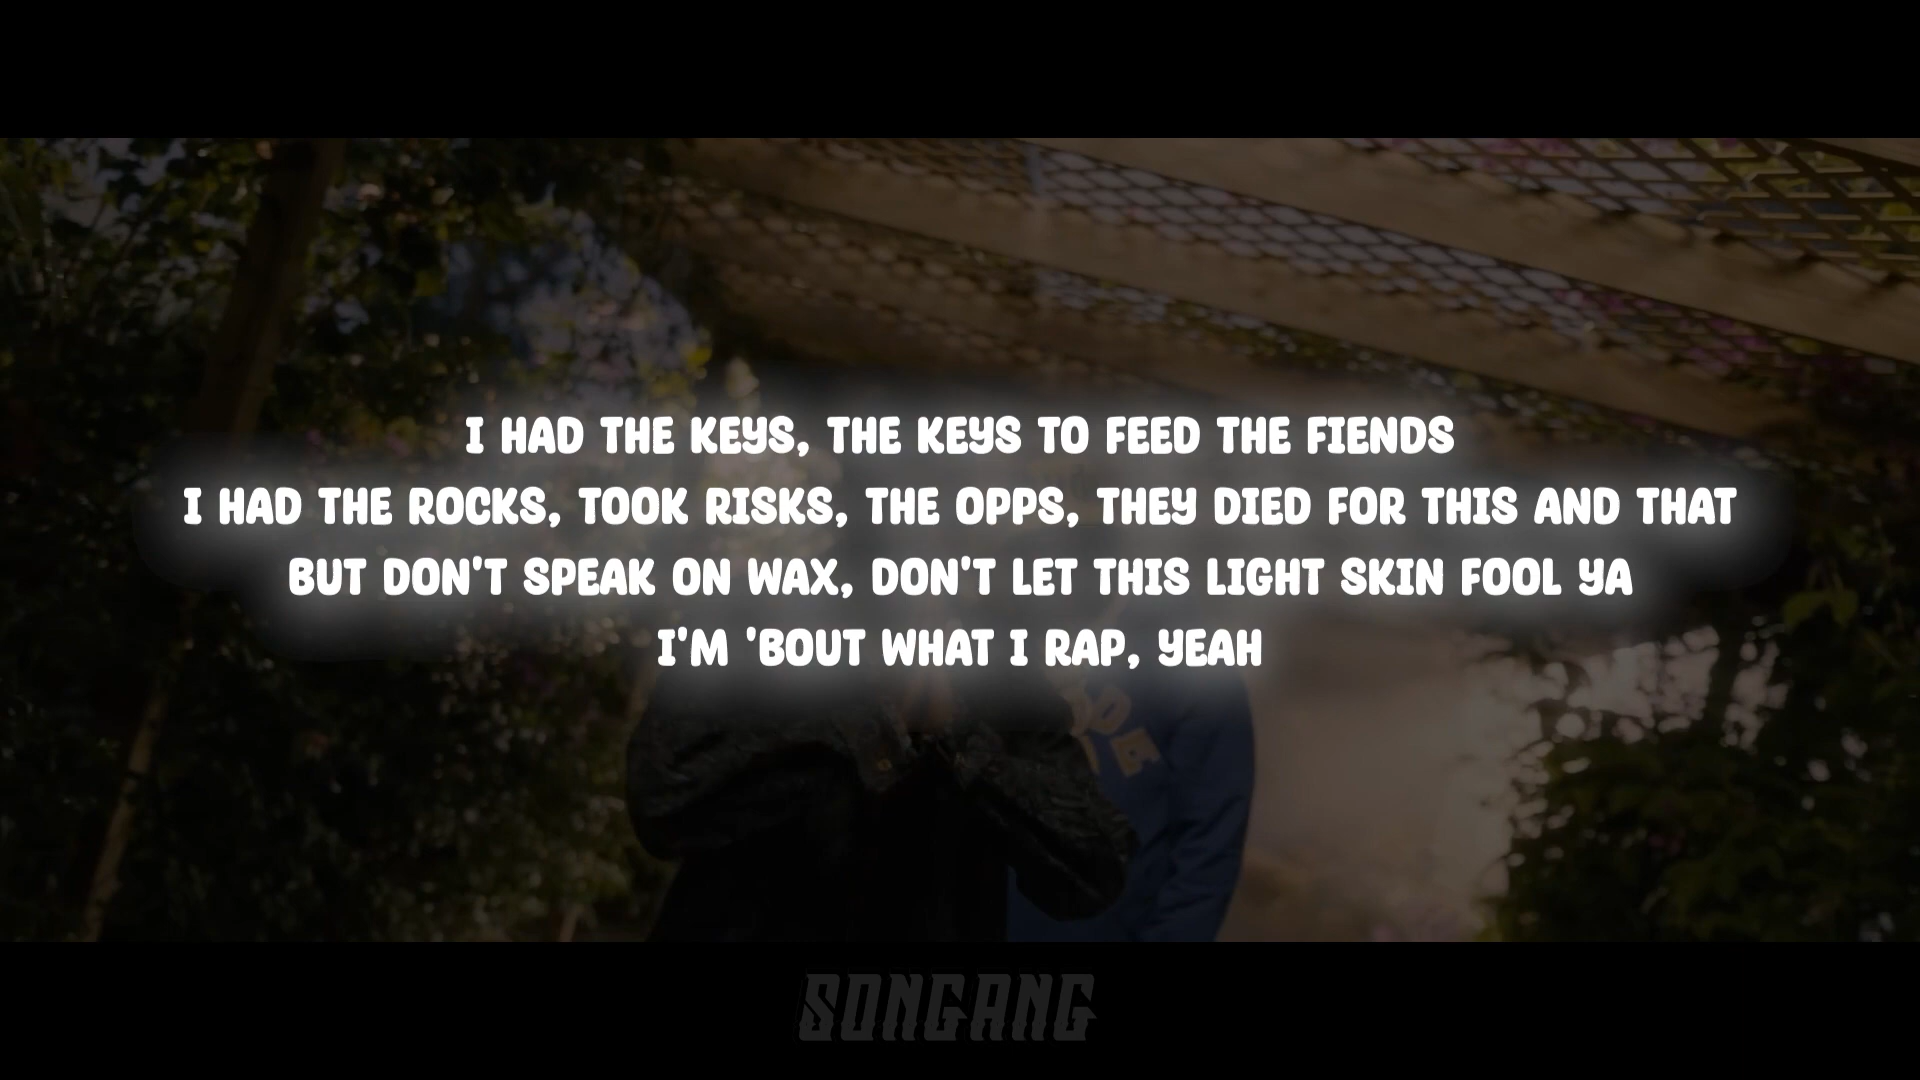 I HAD THE KEYS, THE KEYS TO FEED THE FIENDS
I HAD THE ROCKS, TOOK RISKS, THE OPPS, THEY DIED FOR THIS AND THAT
BUT DON'T SPEAK ON WAX, DON'T LET THIS LIGHT SKIN FOOL YA
I'M 'BOUT WHAT I RAP, YEAH
SONGANG